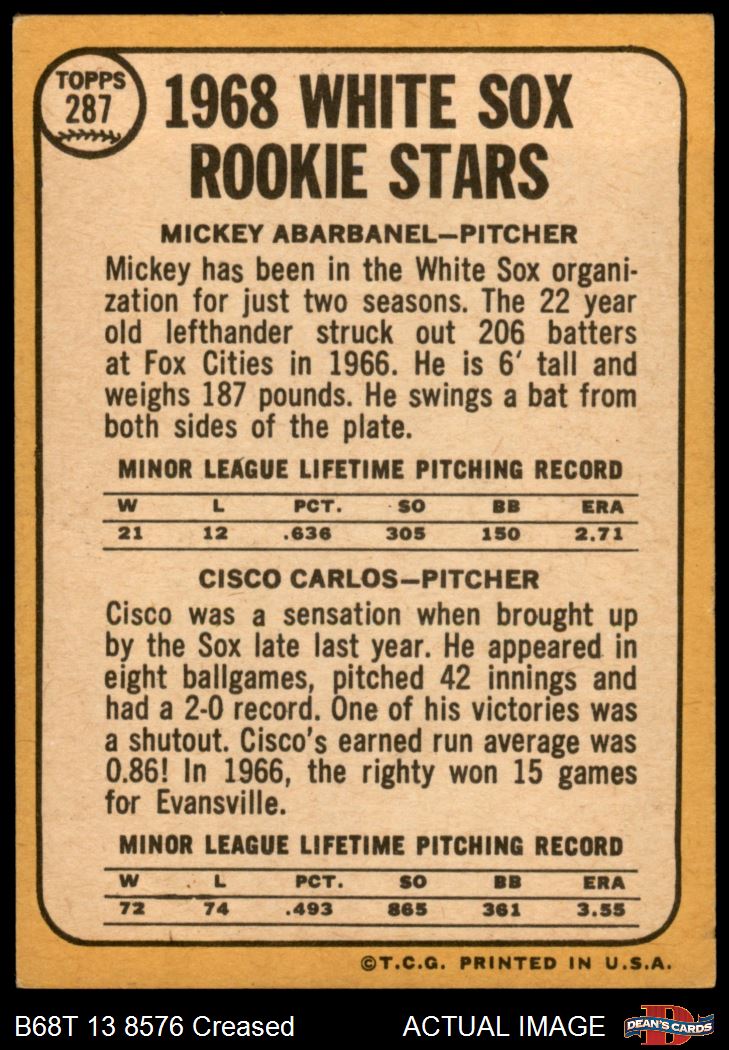 TOPPS
287
1968 WHITE SOX
ROOKIE STARS
MICKEY ABARBANEL—PITCHER
Mickey has been in the White Sox organi-
zation for just two seasons. The 22 year
old lefthander struck out 206 batters
at Fox Cities in 1966. He is 6′ tall and
weighs 187 pounds. He swings a bat from
both sides of the plate.
MINOR LEAGUE LIFETIME PITCHING RECORD
W L PCT. SO BB ERA
21 12 .636 305 150 2.71
CISCO CARLOS—PITCHER
Cisco was a sensation when brought up
by the Sox late last year. He appeared in
eight ballgames, pitched 42 innings and
had a 2-0 record. One of his victories was
a shutout. Cisco's earned run average was
0.86! In 1966, the righty won 15 games
for Evansville.
MINOR LEAGUE LIFETIME PITCHING RECORD
W L PCT. SO BB ERA
72 74 .493 865 361 3.55
©T.C.G. PRINTED IN U.S.A.
B68T 13 8576 Creased ACTUAL IMAGE
D
DEAN'S CARDS